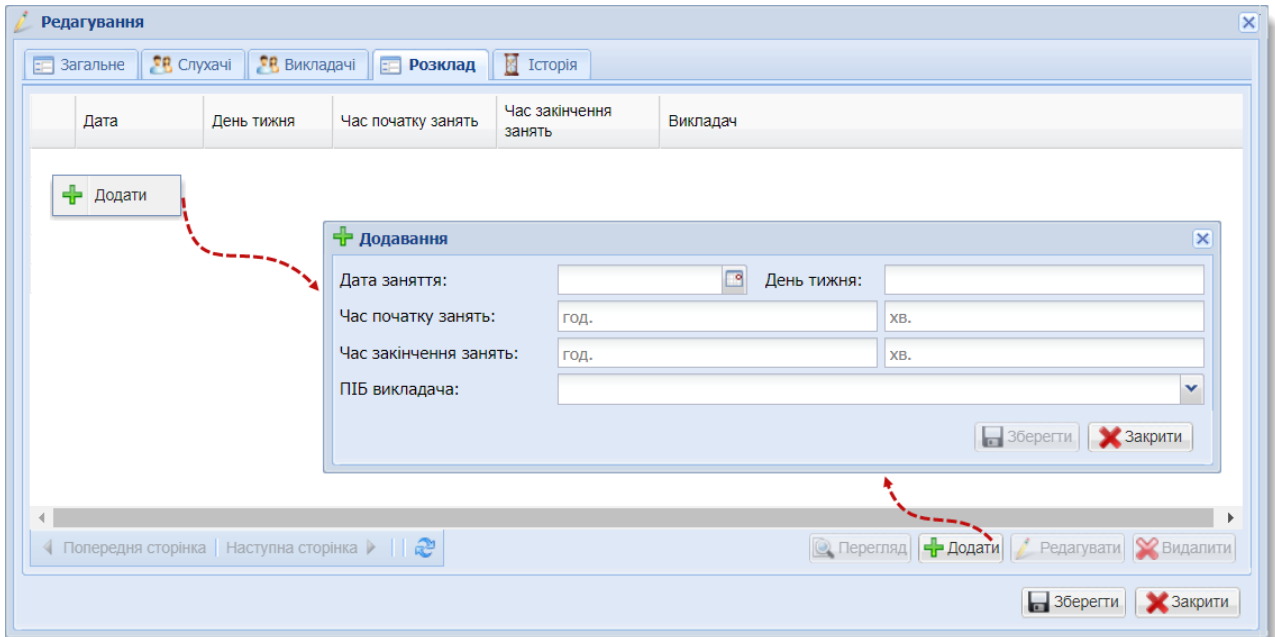 Редагування
Загальне Слухачі Викладачі Розклад Історія
Дата День тижня Час початку занять Час закінчення занять Викладач
Додати
Додавання
Дата заняття: День тижня:
Час початку занять: год. хв.
Час закінчення занять: год. хв.
ПІБ викладача:
Зберегти Закрити
Попередня сторінка Наступна сторінка Перегляд Додати Редагувати Видалити
Зберегти Закрити